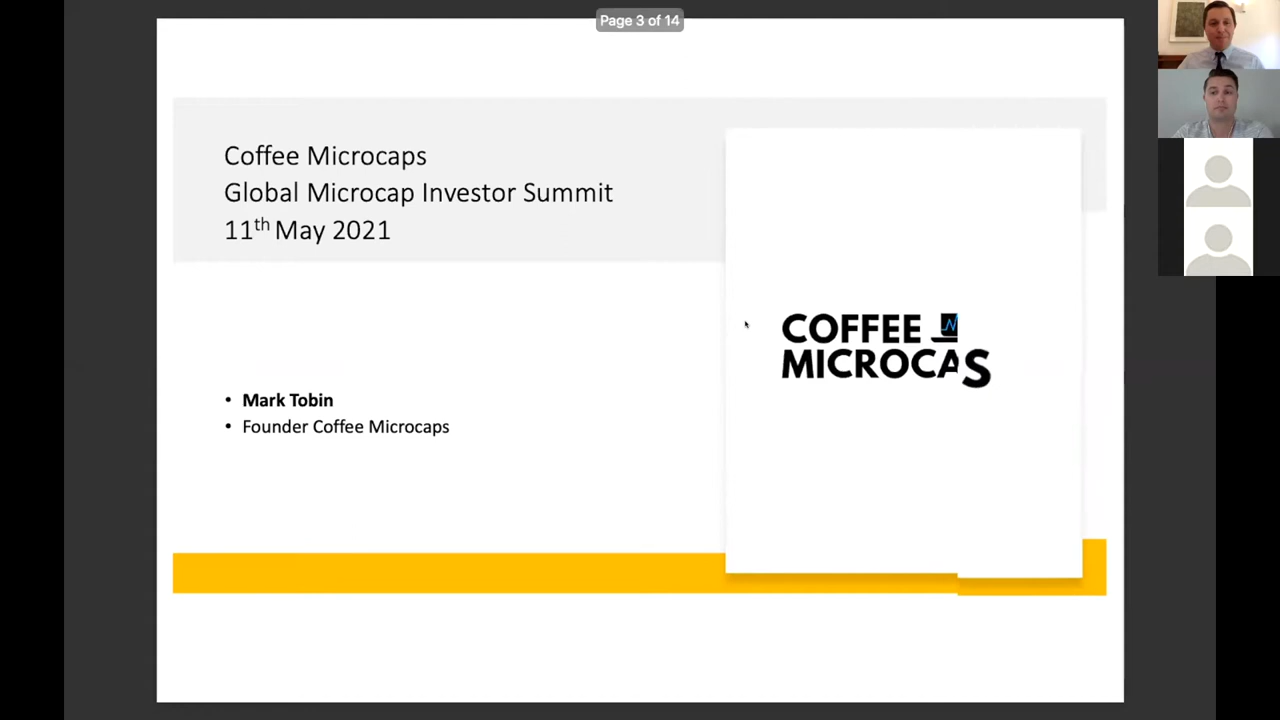 Page 3 of 14
Coffee Microcaps
Global Microcap Investor Summit
11th May 2021
COFFEE
MICROCAS
• Mark Tobin
• Founder Coffee Microcaps